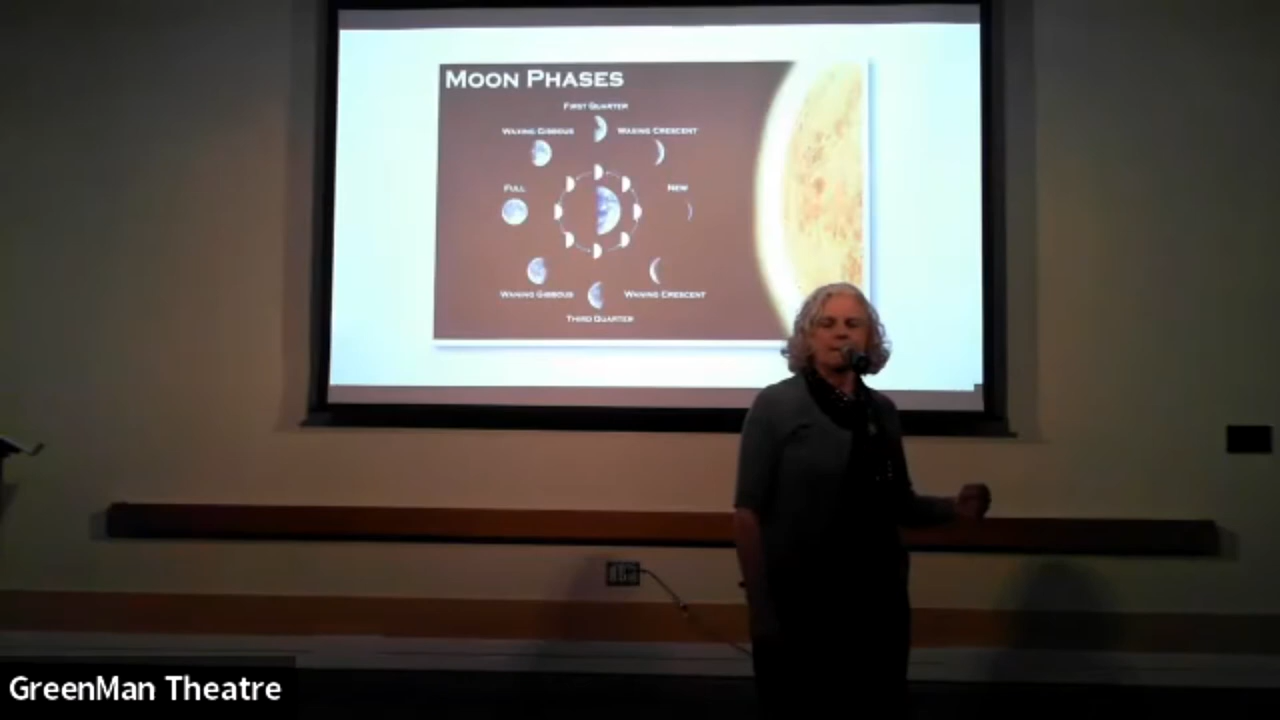 MOON PHASES
FIRST QUARTER
WAXING GIBBOUS WAXING CRESCENT
FULL NEW
WANING GIBBOUS WANING CRESCENT
THIRD QUARTER
GreenMan Theatre